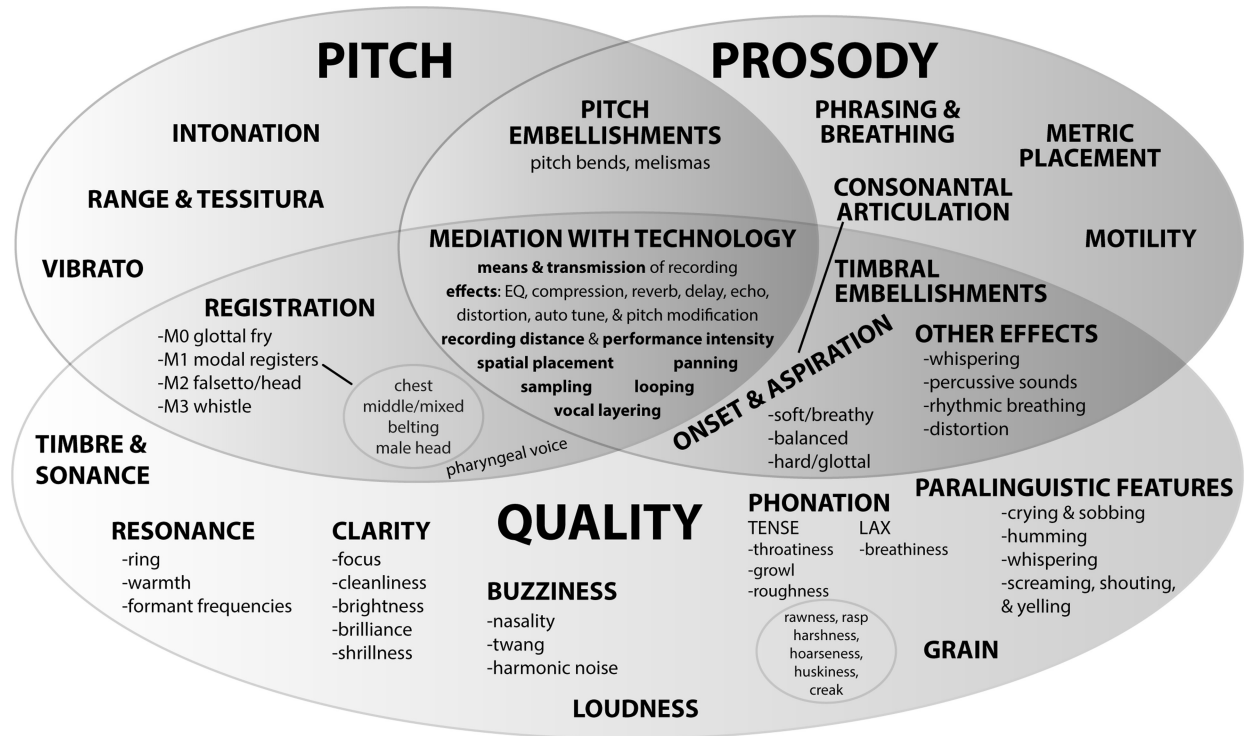 PITCH
PROSODY
INTONATION
RANGE & TESSITURA
VIBRATO
PITCH
EMBELLISHMENTS
pitch bends, melismas
PHRASING &
BREATHING
METRIC
PLACEMENT
CONSONANTAL
ARTICULATION
MOTILITY
MEDIATION WITH TECHNOLOGY
means & transmission of recording
effects: EQ, compression, reverb, delay, echo,
distortion, auto tune, & pitch modification
recording distance & performance intensity
spatial placement panning
sampling looping
vocal layering
REGISTRATION
-M0 glottal fry
-M1 modal registers
-M2 falsetto/head
-M3 whistle
chest
middle/mixed
belting
male head
pharyngeal voice
TIMBRAL
EMBELLISHMENTS
ONSET & ASPIRATION
-soft/breathy
-balanced
-hard/glottal
OTHER EFFECTS
-whispering
-percussive sounds
-rhythmic breathing
-distortion
TIMBRE &
SONANCE
QUALITY
RESONANCE
-ring
-warmth
-formant frequencies
CLARITY
-focus
-cleanliness
-brightness
-brilliance
-shrillness
BUZZINESS
-nasality
-twang
-harmonic noise
LOUDNESS
PHONATION
TENSE
-throatiness
-growl
-roughness
LAX
-breathiness
rawness, rasp
harshness,
hoarseness,
huskiness,
creak
PARALINGUISTIC FEATURES
-crying & sobbing
-humming
-whispering
-screaming, shouting,
& yelling
GRAIN